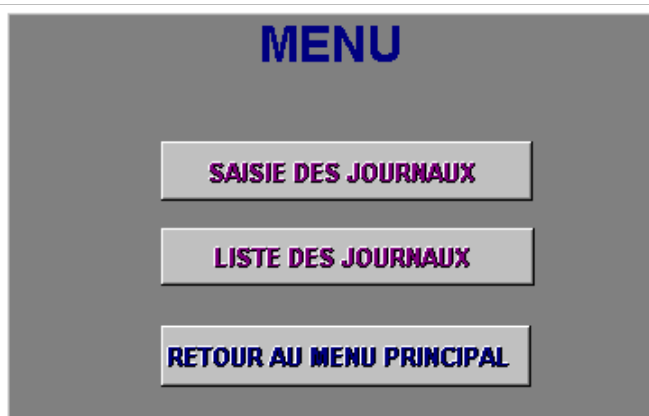 MENU
SAISIE DES JOURNAUX
LISTE DES JOURNAUX
RETOUR AU MENU PRINCIPAL